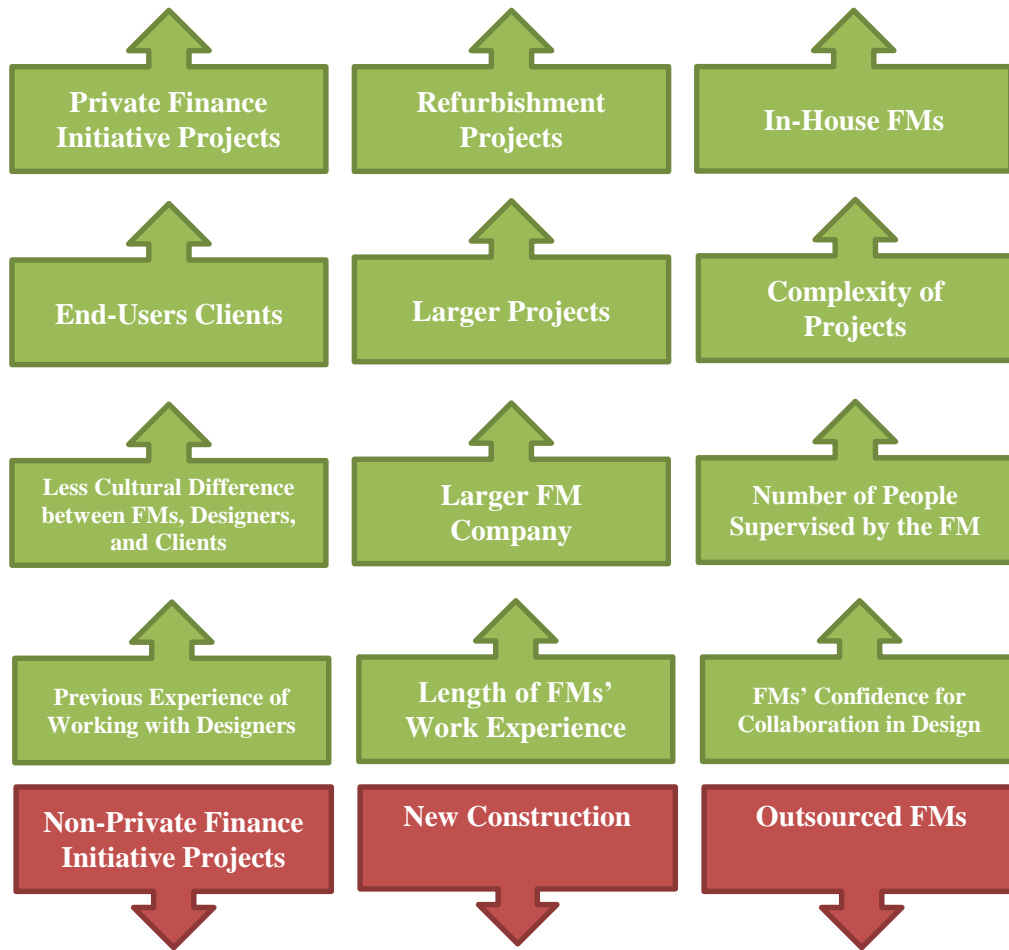 Private Finance
Initiative Projects
Refurbishment
Projects
In-House FMs
End-Users Clients
Larger Projects
Complexity of
Projects
Less Cultural Difference
between FMs, Designers,
and Clients
Larger FM
Company
Number of People
Supervised by the FM
Previous Experience of
Working with Designers
Length of FMs’
Work Experience
FMs’ Confidence for
Collaboration in Design
Non-Private Finance
Initiative Projects
New Construction
Outsourced FMs